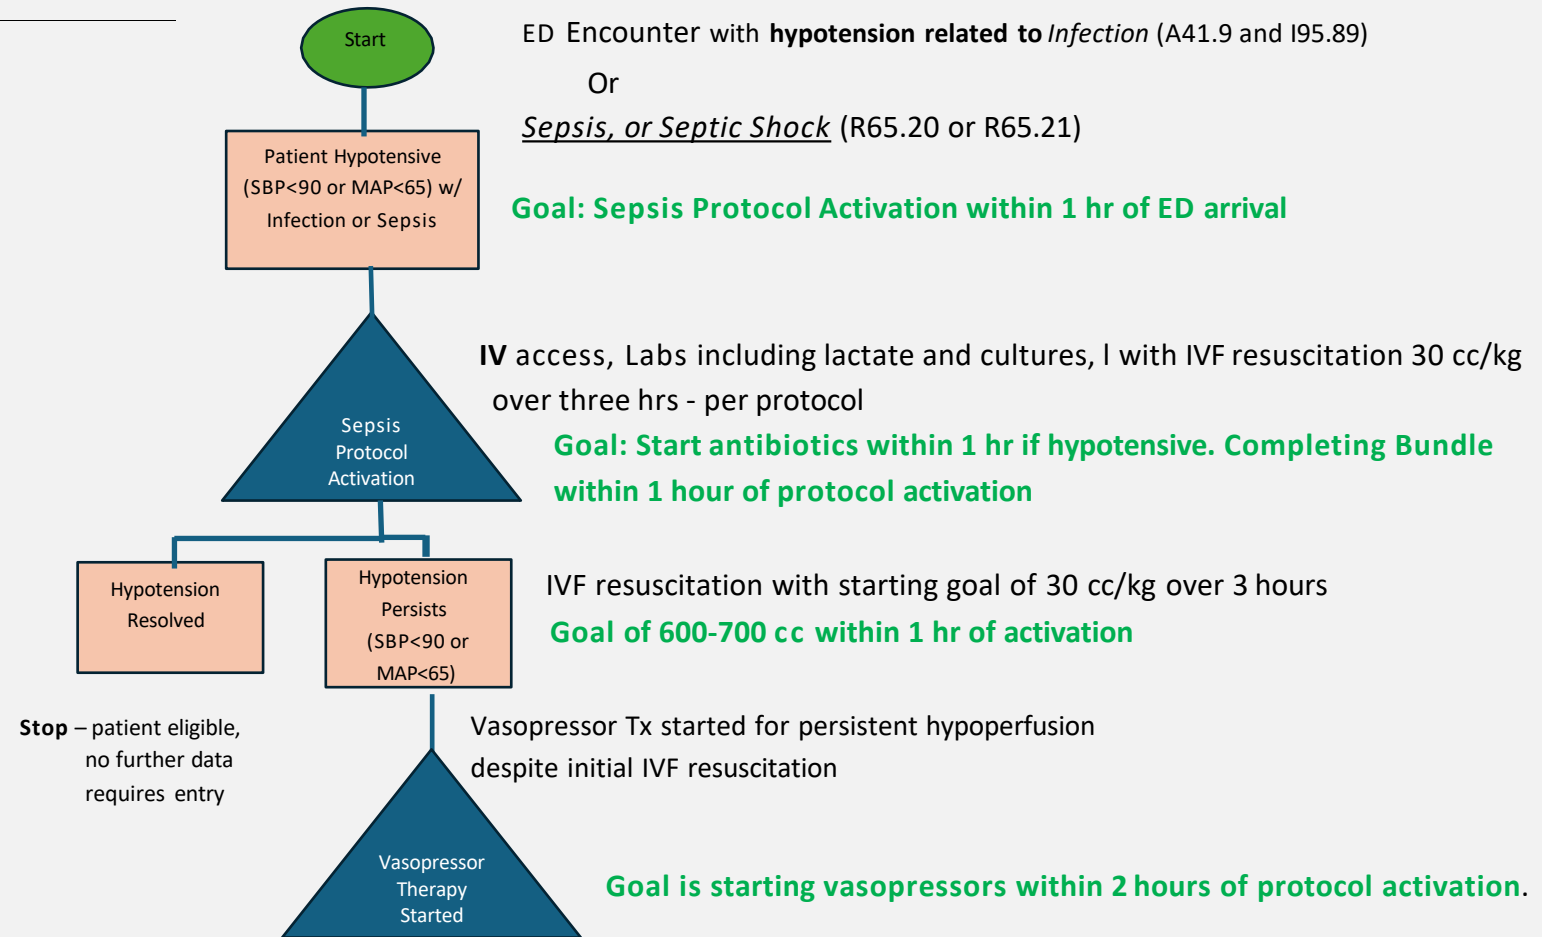 Start
ED Encounter with hypotension related to Infection (A41.9 and I95.89)
Or
Sepsis, or Septic Shock (R65.20 or R65.21)
Patient Hypotensive
(SBP<90 or MAP<65) w/
Infection or Sepsis
Goal: Sepsis Protocol Activation within 1 hr of ED arrival
IV access, Labs including lactate and cultures, l with IVF resuscitation 30 cc/kg
over three hrs - per protocol
Sepsis
Protocol
Activation
Goal: Start antibiotics within 1 hr if hypotensive. Completing Bundle
within 1 hour of protocol activation
Hypotension
Resolved
Hypotension
Persists
(SBP<90 or
MAP<65)
IVF resuscitation with starting goal of 30 cc/kg over 3 hours
Goal of 600-700 cc within 1 hr of activation
Stop – patient eligible,
no further data
requires entry
Vasopressor Tx started for persistent hypoperfusion
despite initial IVF resuscitation
Vasopressor
Therapy
Started
Goal is starting vasopressors within 2 hours of protocol activation.